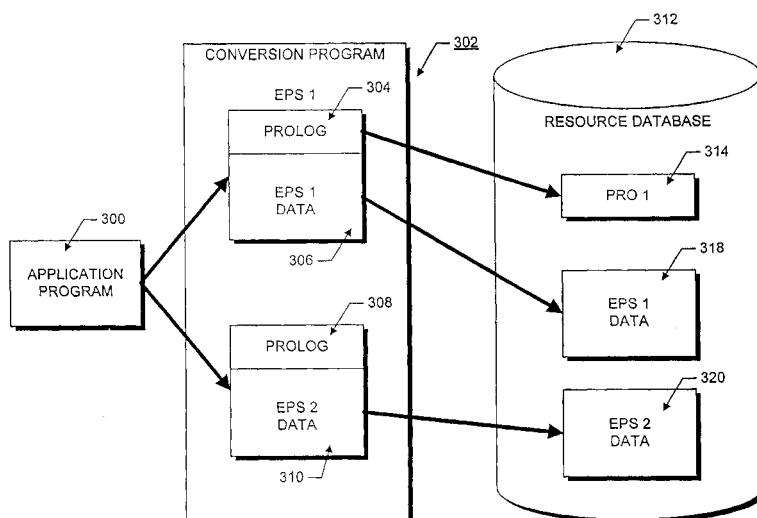 CONVERSION PROGRAM
302
312
EPS 1
304
PROLOG
EPS 1
DATA
306
RESOURCE DATABASE
314
PRO 1
300
APPLICATION
PROGRAM
318
EPS 1
DATA
308
PROLOG
EPS 2
DATA
310
320
EPS 2
DATA